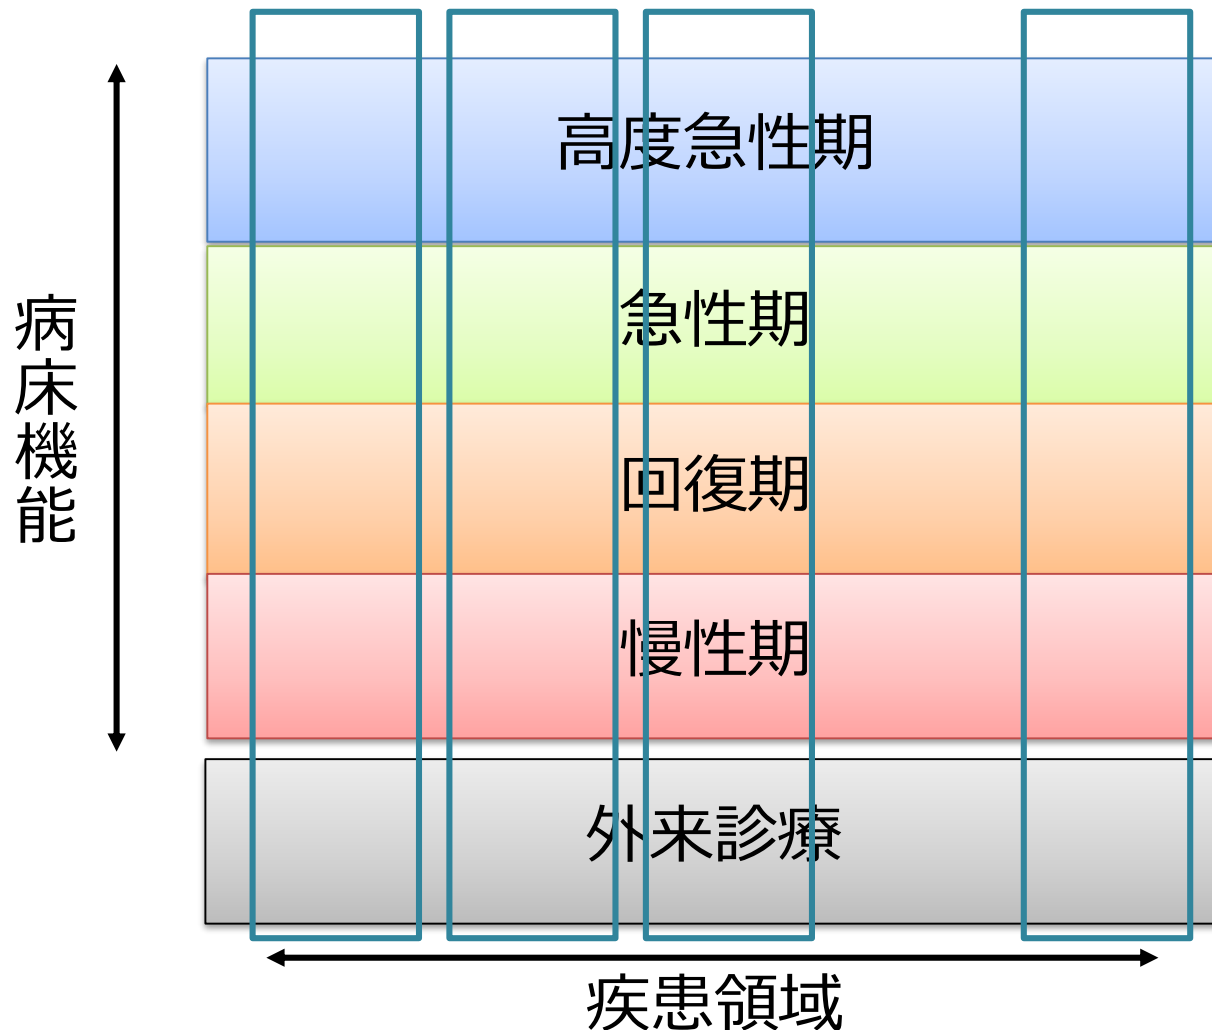 高度急性期
急性期
病床機能
回復期
慢性期
外来診療
疾患領域